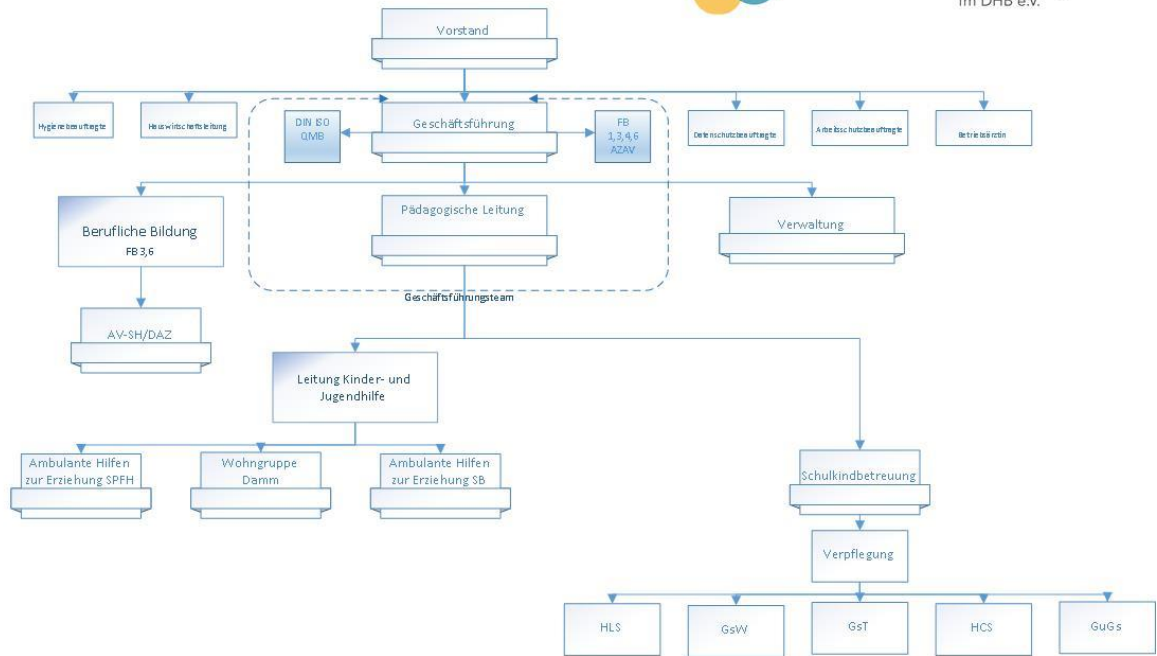 im DHB e.V.
Vorstand
Hygienebeauftragte
Hauswirtschaftsleitung
DIN ISO
QMB
Geschäftsführung
FB
1,3,4,6
AZAV
Datenschutzbeauftragte
Arbeitsschutzbeauftragte
Betriebsärztin
Berufliche Bildung
FB 3,6
Pädagogische Leitung
Verwaltung
Geschäftsführungsteam
AV-SH/DAZ
Leitung Kinder- und
Jugendhilfe
Ambulante Hilfen
zur Erziehung SPFH
Wohngruppe
Damm
Ambulante Hilfen
zur Erziehung SB
Schulkindbetreuung
Verpflegung
HLS
GsW
GsT
HCS
GuGs